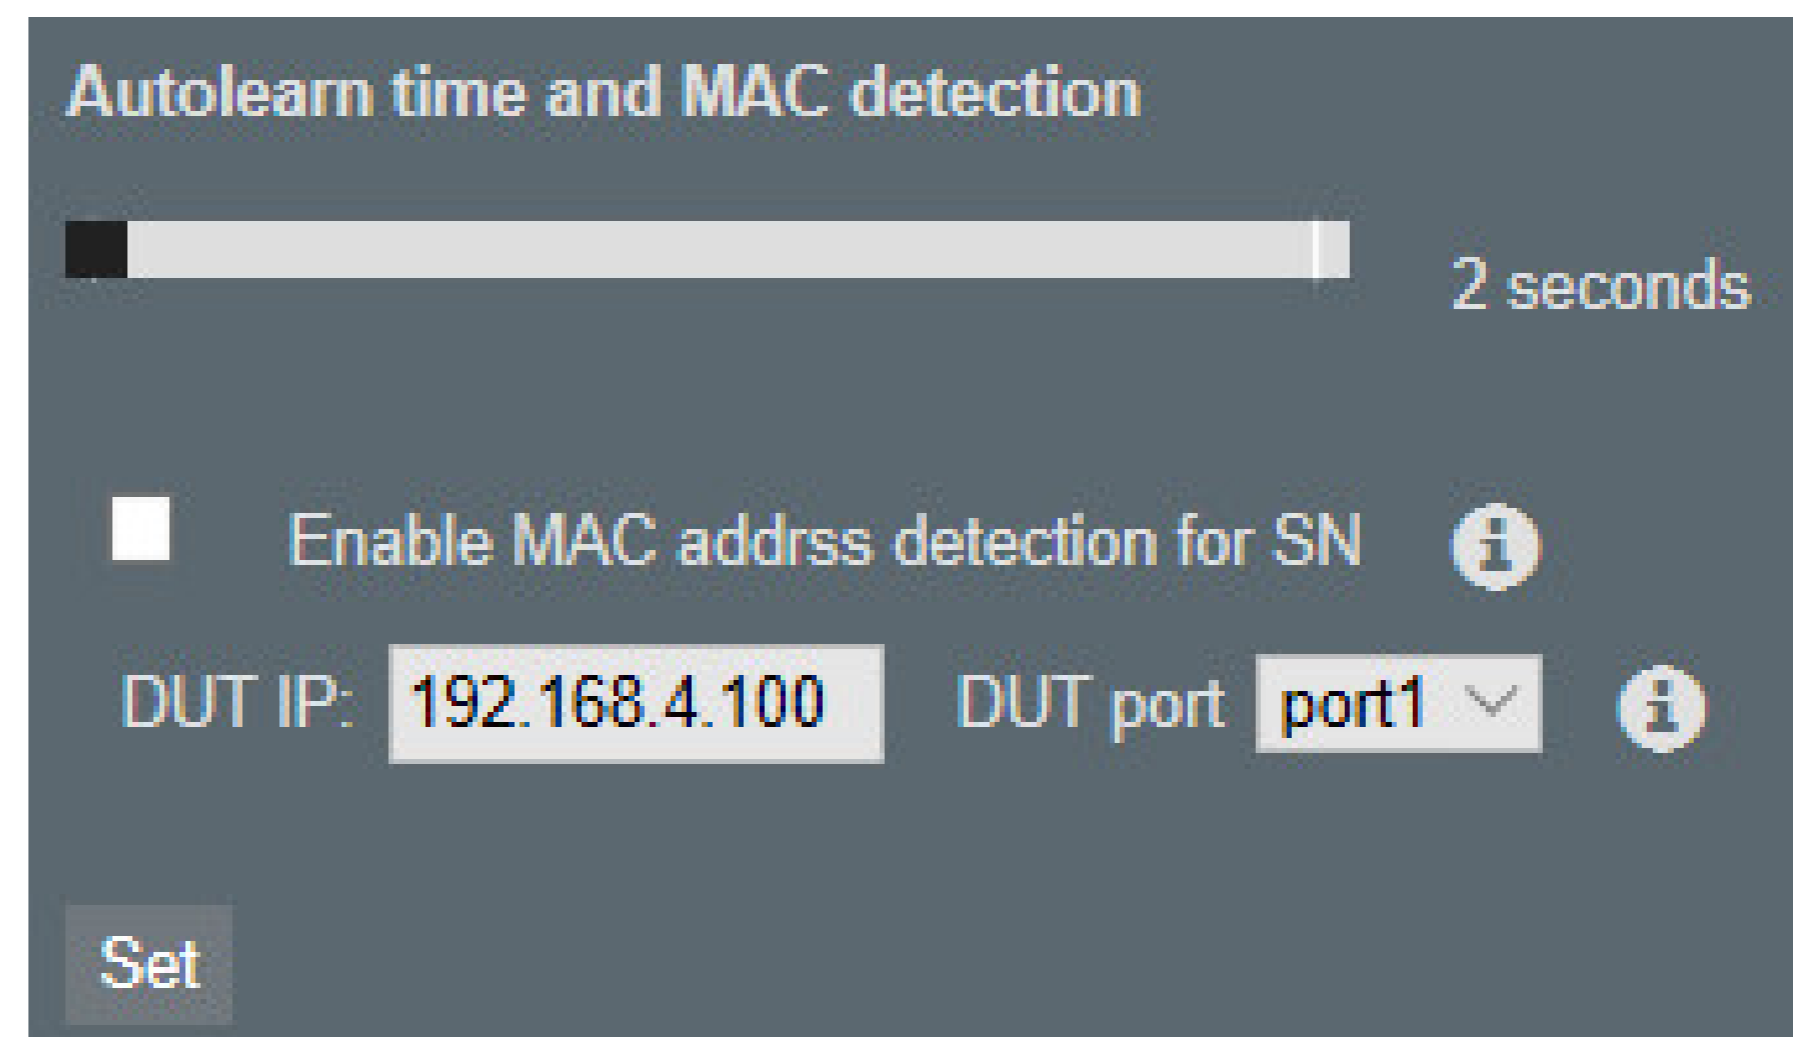 Autolearn time and MAC detection
2 seconds
Enable MAC addrss detection for SN
DUT IP: 192.168.4.100 DUT port port1
Set